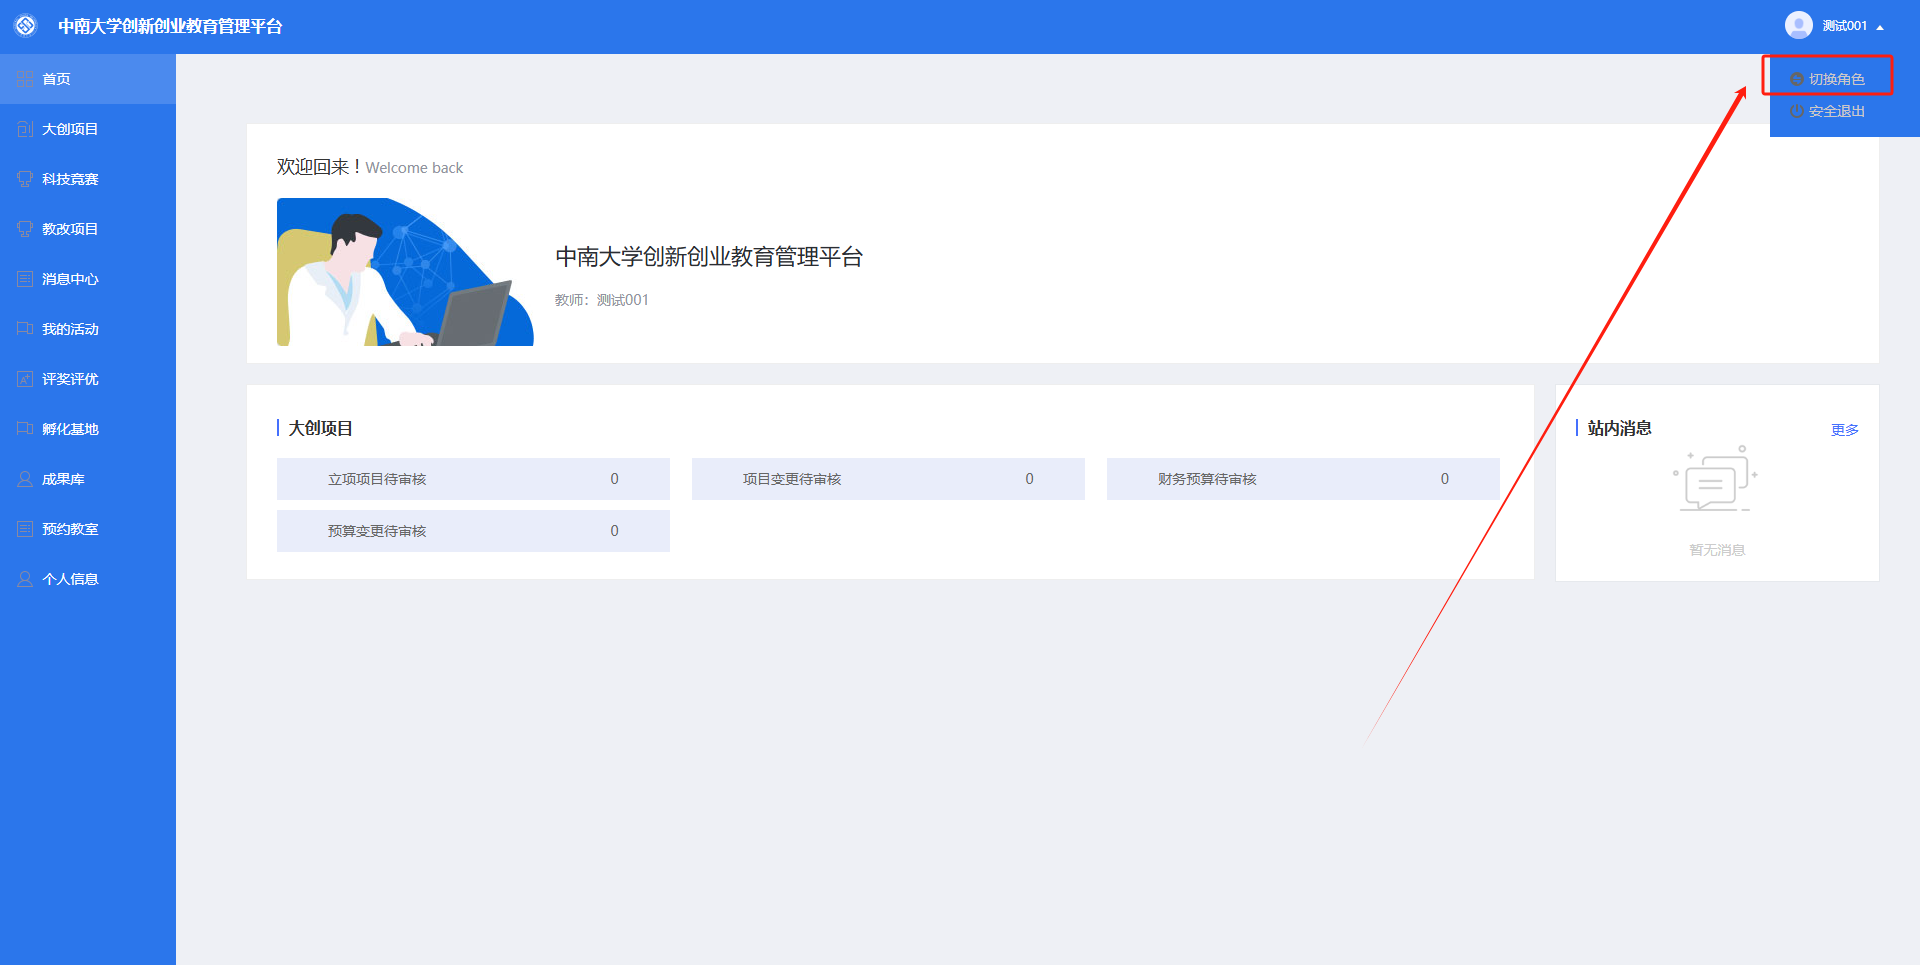 中南大学创新创业教育管理平台
测试001
切换角色
安全退出
首页
大创项目
科技竞赛
教改项目
消息中心
我的活动
评奖评优
孵化基地
成果库
预约教室
个人信息
欢迎回来！Welcome back
中南大学创新创业教育管理平台
教师：测试001
大创项目
立项项目待审核 0
项目变更待审核 0
财务预算待审核 0
预算变更待审核 0
站内消息 更多
暂无消息